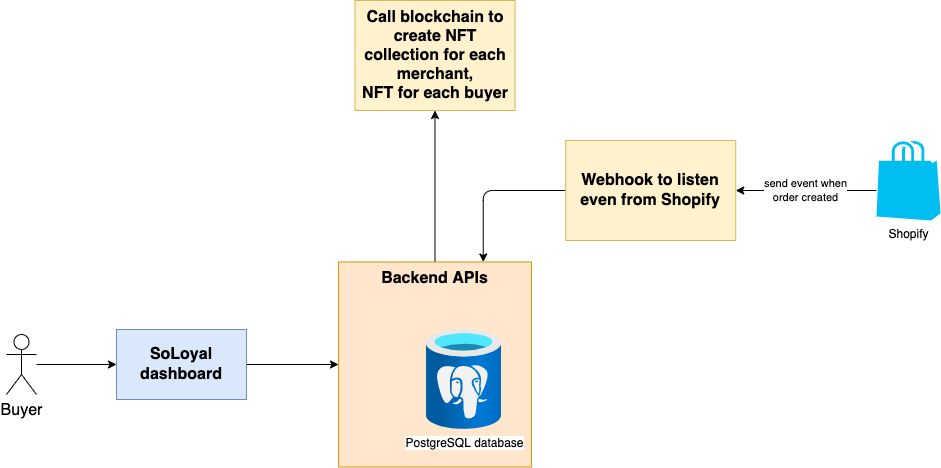 Call blockchain to
create NFT
collection for each
merchant,
NFT for each buyer
Webhook to listen
even from Shopify
send event when
order created
Shopify
Backend APIs
SoLoyal
dashboard
Buyer
PostgreSQL database